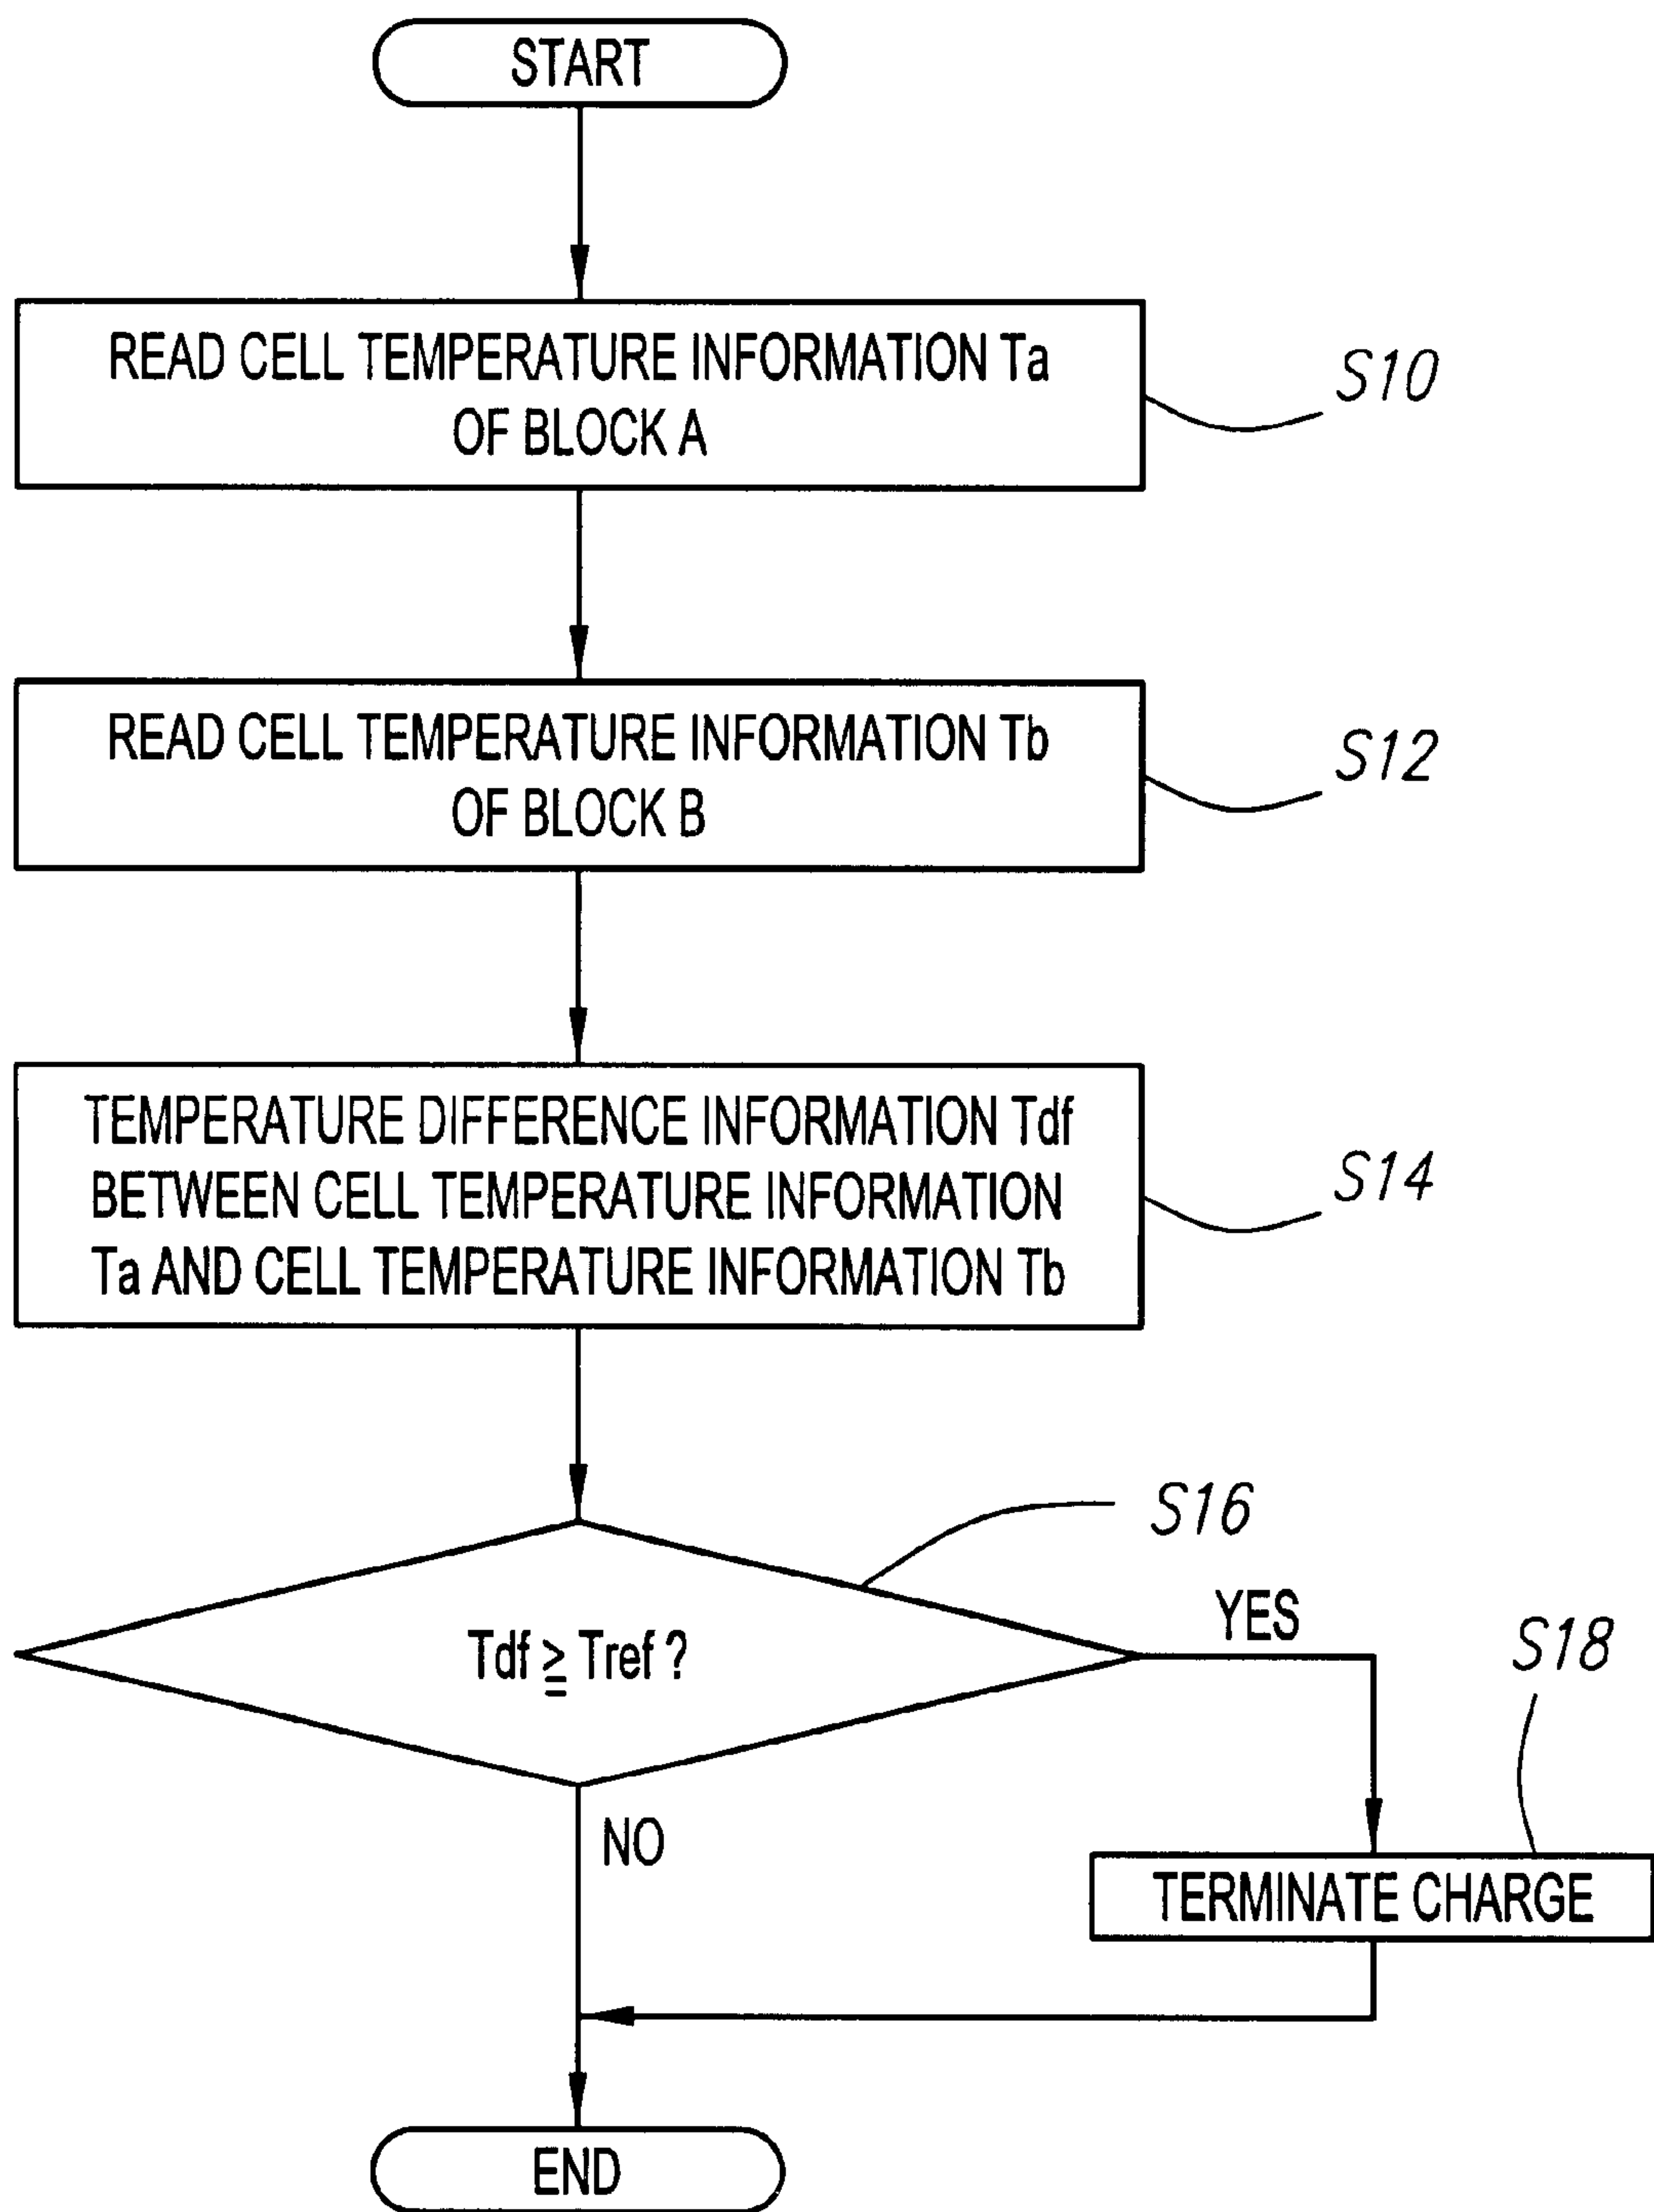 START
READ CELL TEMPERATURE INFORMATION Ta
OF BLOCK A
S10
READ CELL TEMPERATURE INFORMATION Tb
OF BLOCK B
S12
TEMPERATURE DIFFERENCE INFORMATION Tdf
BETWEEN CELL TEMPERATURE INFORMATION
Ta AND CELL TEMPERATURE INFORMATION Tb
S14
S16
Tdf ≧ Tref ?
YES
S18
NO
TERMINATE CHARGE
END